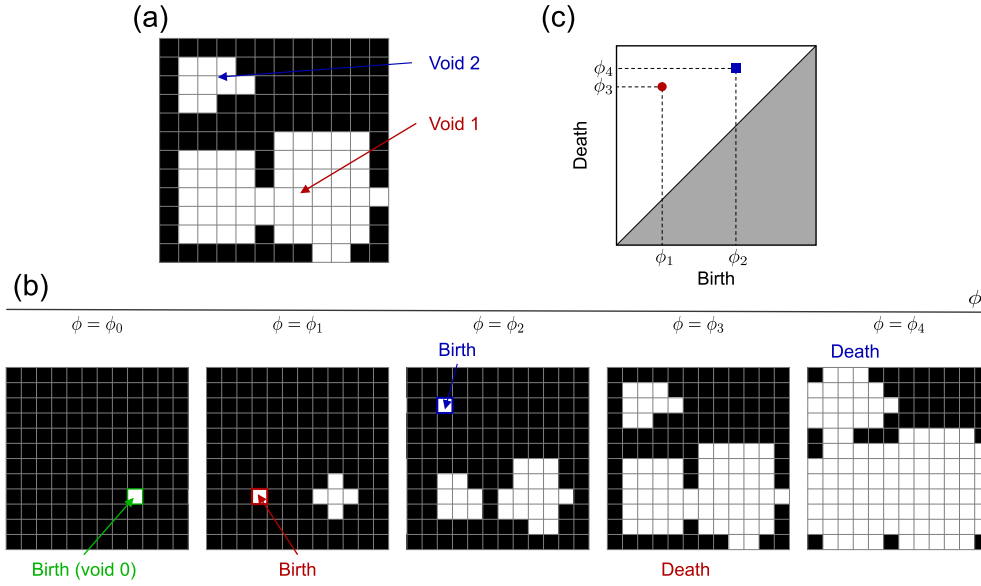 (a)
Void 2
Void 1
(c)
ϕ₄
ϕ₃
Death
ϕ₁
ϕ₂
Birth
(b)
ϕ
ϕ = ϕ₀
ϕ = ϕ₁
ϕ = ϕ₂
ϕ = ϕ₃
ϕ = ϕ₄
Birth
Death
Birth (void 0)
Birth
Death